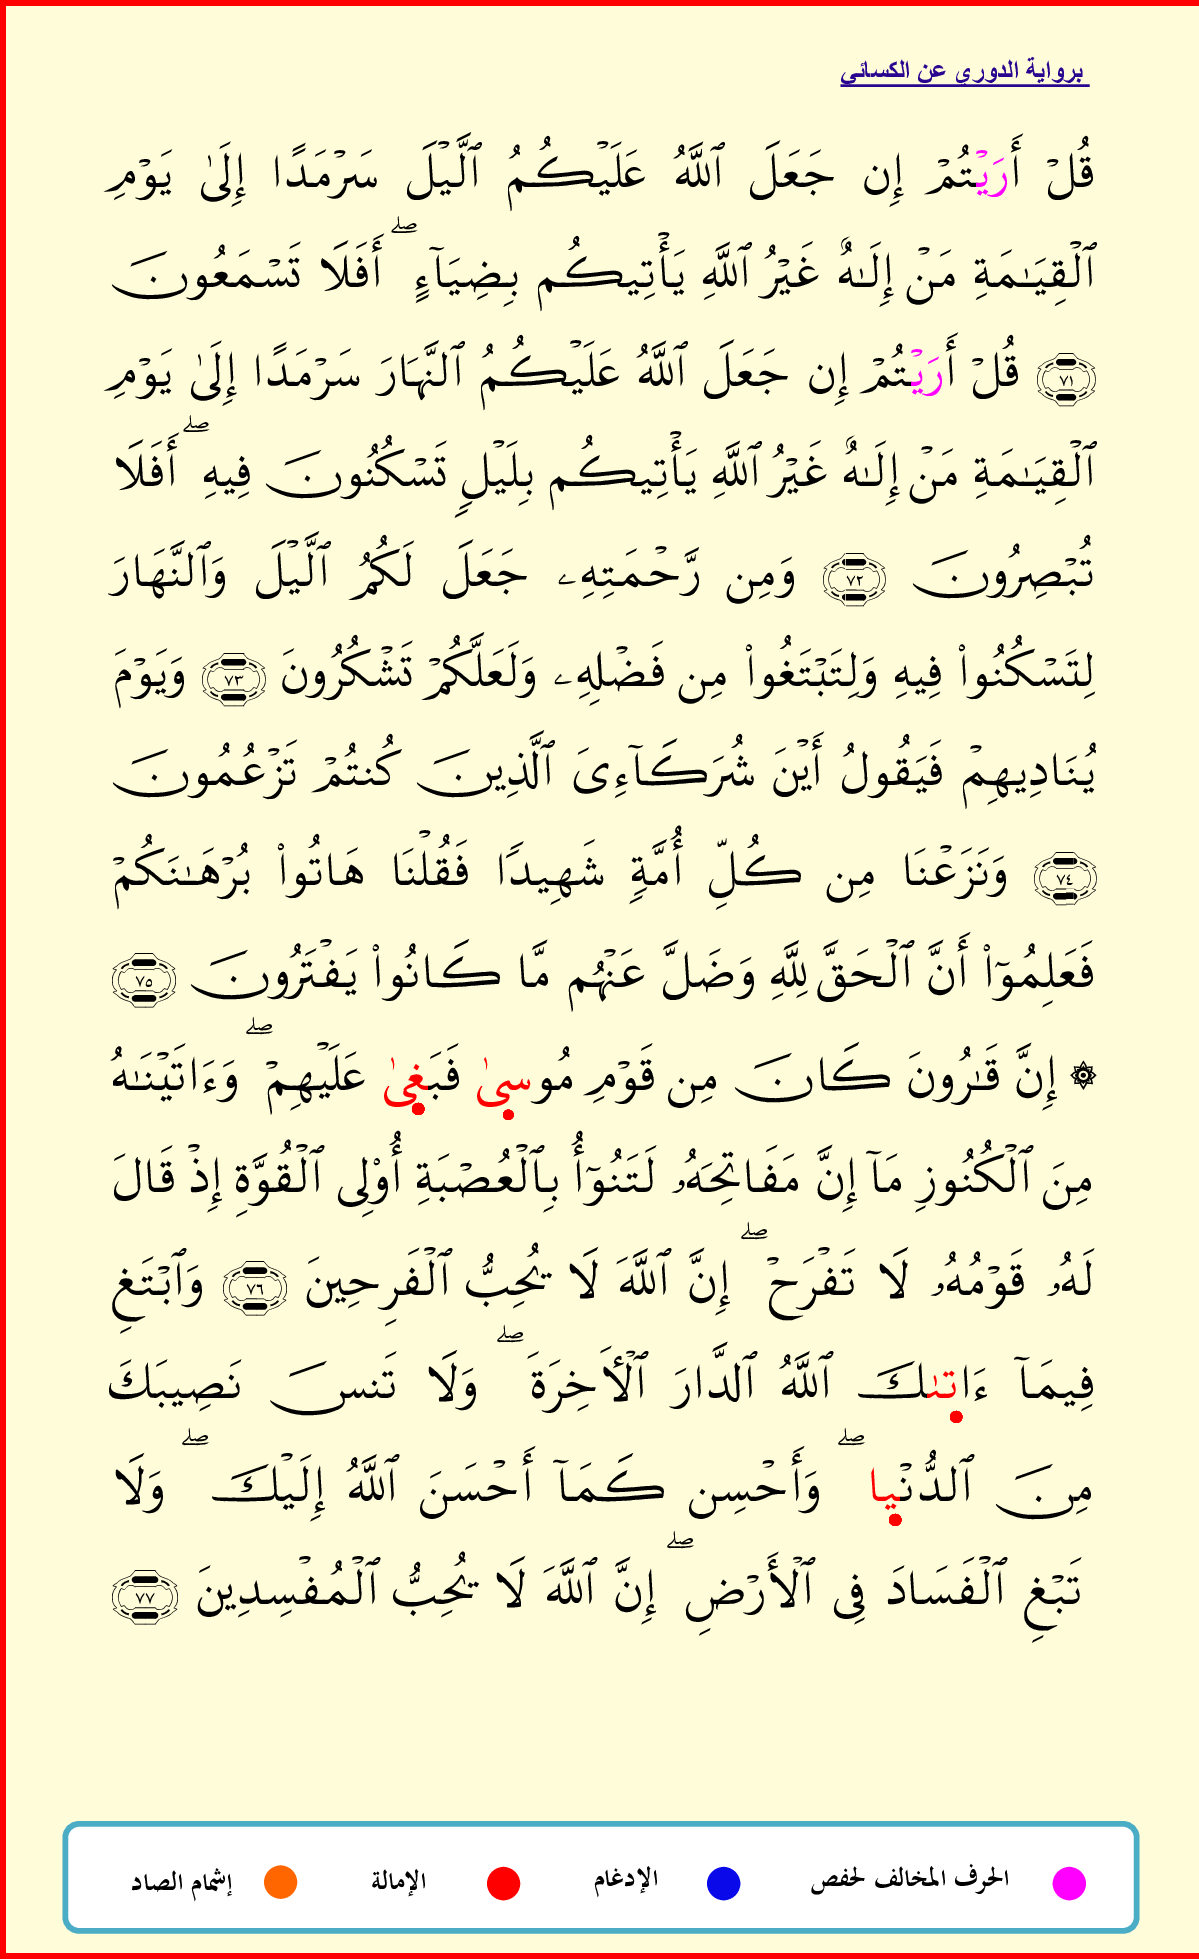 برواية الدوري عن الكسائي
قُلْ أَرَيْتُمْ إِن جَعَلَ ٱللَّهُ عَلَيْكُمُ ٱلَّيْلَ سَرْمَدًا إِلَىٰ يَوْمِ
ٱلْقِيَـٰمَةِ مَنْ إِلَـٰهٌ غَيْرُ ٱللَّهِ يَأْتِيكُم بِضِيَآءٍ ۖ أَفَلَا تَسْمَعُونَ
٧١ قُلْ أَرَيْتُمْ إِن جَعَلَ ٱللَّهُ عَلَيْكُمُ ٱلنَّهَارَ سَرْمَدًا إِلَىٰ يَوْمِ
ٱلْقِيَـٰمَةِ مَنْ إِلَـٰهٌ غَيْرُ ٱللَّهِ يَأْتِيكُم بِلَيْلٍ تَسْكُنُونَ فِيهِ ۖ أَفَلَا
تُبْصِرُونَ ٧٢ وَمِن رَّحْمَتِهِۦ جَعَلَ لَكُمُ ٱلَّيْلَ وَٱلنَّهَارَ
لِتَسْكُنُوا۟ فِيهِ وَلِتَبْتَغُوا۟ مِن فَضْلِهِۦ وَلَعَلَّكُمْ تَشْكُرُونَ ٧٣ وَيَوْمَ
يُنَادِيهِمْ فَيَقُولُ أَيْنَ شُرَكَآءِىَ ٱلَّذِينَ كُنتُمْ تَزْعُمُونَ
٧٤ وَنَزَعْنَا مِن كُلِّ أُمَّةٍ شَهِيدًا فَقُلْنَا هَاتُوا۟ بُرْهَـٰنَكُمْ
فَعَلِمُوٓا۟ أَنَّ ٱلْحَقَّ لِلَّهِ وَضَلَّ عَنْهُم مَّا كَانُوا۟ يَفْتَرُونَ ٧٥
۞ إِنَّ قَـٰرُونَ كَانَ مِن قَوْمِ مُوسىٰ فَبَغىٰ عَلَيْهِمْ ۖ وَءَاتَيْنَـٰهُ
مِنَ ٱلْكُنُوزِ مَآ إِنَّ مَفَاتِحَهُۥ لَتَنُوٓأُ بِٱلْعُصْبَةِ أُو۟لِى ٱلْقُوَّةِ إِذْ قَالَ
لَهُۥ قَوْمُهُۥ لَا تَفْرَحْ ۖ إِنَّ ٱللَّهَ لَا يُحِبُّ ٱلْفَرِحِينَ ٧٦ وَٱبْتَغِ
فِيمَآ ءَاتىٰكَ ٱللَّهُ ٱلدَّارَ ٱلْأَخِرَةَ ۖ وَلَا تَنسَ نَصِيبَكَ
مِنَ ٱلدُّنْيا ۖ وَأَحْسِن كَمَآ أَحْسَنَ ٱللَّهُ إِلَيْكَ ۖ وَلَا
تَبْغِ ٱلْفَسَادَ فِى ٱلْأَرْضِ ۖ إِنَّ ٱللَّهَ لَا يُحِبُّ ٱلْمُفْسِدِينَ ٧٧
الحرف المخالف لحفص الإدغام الإمالة إشمام الصاد